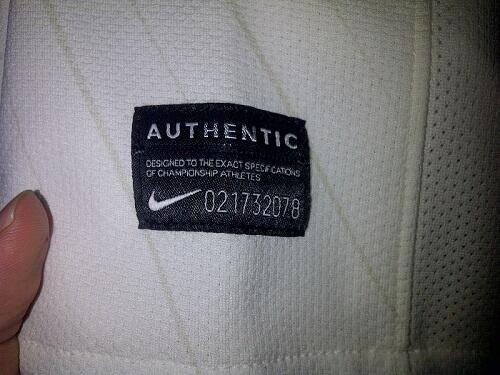 AUTHENTIC
DESIGNED TO THE EXACT SPECIFICATIONS
OF CHAMPIONSHIP ATHLETES
021732078